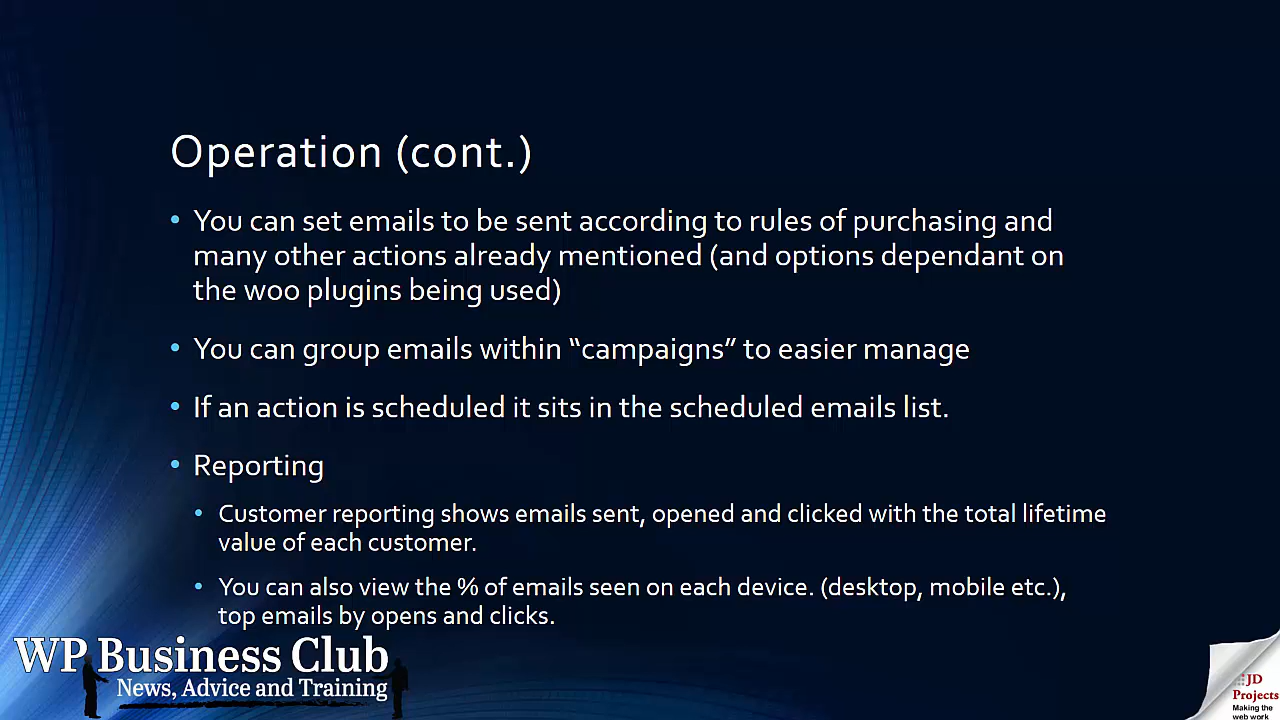 Operation (cont.)
• You can set emails to be sent according to rules of purchasing and
many other actions already mentioned (and options dependant on
the woo plugins being used)
• You can group emails within “campaigns” to easier manage
• If an action is scheduled it sits in the scheduled emails list.
• Reporting
• Customer reporting shows emails sent, opened and clicked with the total lifetime
value of each customer.
• You can also view the % of emails seen on each device. (desktop, mobile etc.),
top emails by opens and clicks.
WP Business Club
News, Advice and Training
JD
Projects
Making the
web work